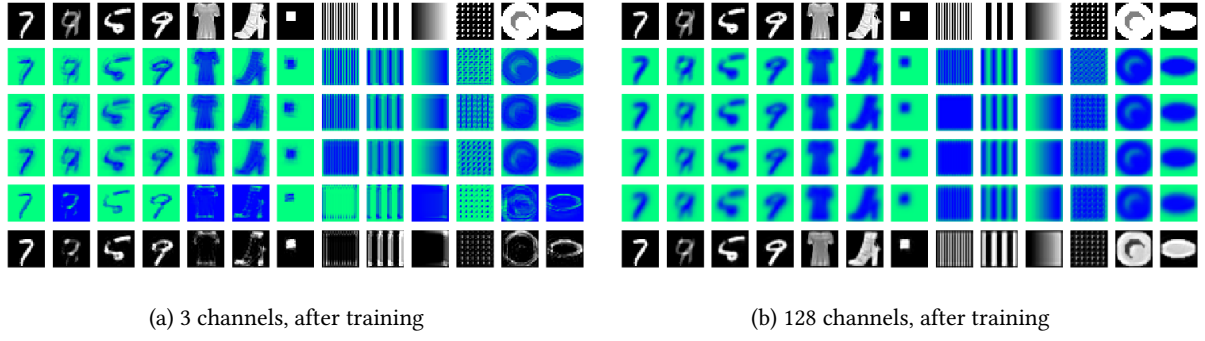 (a) 3 channels, after training
(b) 128 channels, after training